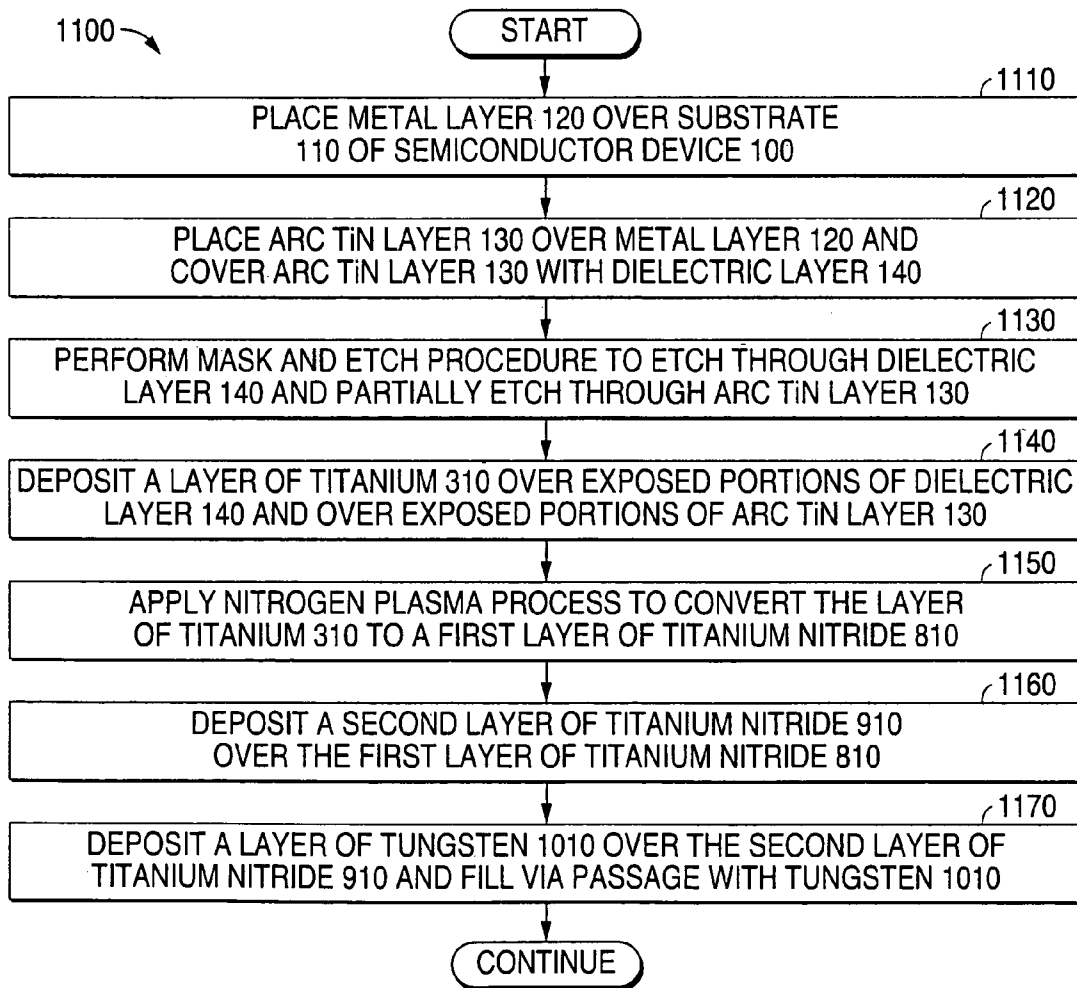 1100
START
1110
PLACE METAL LAYER 120 OVER SUBSTRATE
110 OF SEMICONDUCTOR DEVICE 100
1120
PLACE ARC TiN LAYER 130 OVER METAL LAYER 120 AND
COVER ARC TiN LAYER 130 WITH DIELECTRIC LAYER 140
1130
PERFORM MASK AND ETCH PROCEDURE TO ETCH THROUGH DIELECTRIC
LAYER 140 AND PARTIALLY ETCH THROUGH ARC TiN LAYER 130
1140
DEPOSIT A LAYER OF TITANIUM 310 OVER EXPOSED PORTIONS OF DIELECTRIC
LAYER 140 AND OVER EXPOSED PORTIONS OF ARC TiN LAYER 130
1150
APPLY NITROGEN PLASMA PROCESS TO CONVERT THE LAYER
OF TITANIUM 310 TO A FIRST LAYER OF TITANIUM NITRIDE 810
1160
DEPOSIT A SECOND LAYER OF TITANIUM NITRIDE 910
OVER THE FIRST LAYER OF TITANIUM NITRIDE 810
1170
DEPOSIT A LAYER OF TUNGSTEN 1010 OVER THE SECOND LAYER OF
TITANIUM NITRIDE 910 AND FILL VIA PASSAGE WITH TUNGSTEN 1010
CONTINUE